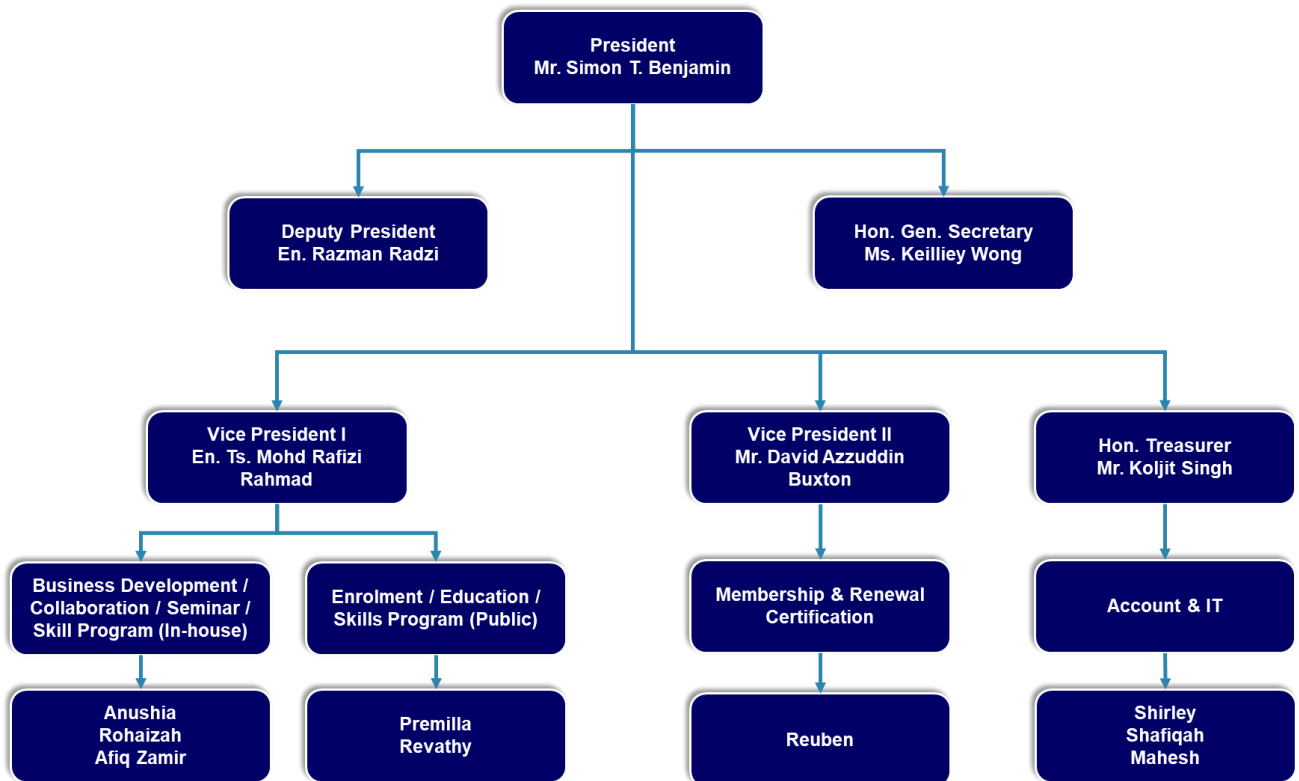 President
Mr. Simon T. Benjamin
Deputy President
En. Razman Radzi
Hon. Gen. Secretary
Ms. Keilliey Wong
Vice President I
En. Ts. Mohd Rafizi
Rahmad
Vice President II
Mr. David Azzuddin
Buxton
Hon. Treasurer
Mr. Koljit Singh
Business Development /
Collaboration / Seminar /
Skill Program (In-house)
Enrolment / Education /
Skills Program (Public)
Membership & Renewal
Certification
Account & IT
Anushia
Rohaizah
Afiq Zamir
Premilla
Revathy
Reuben
Shirley
Shafiqah
Mahesh